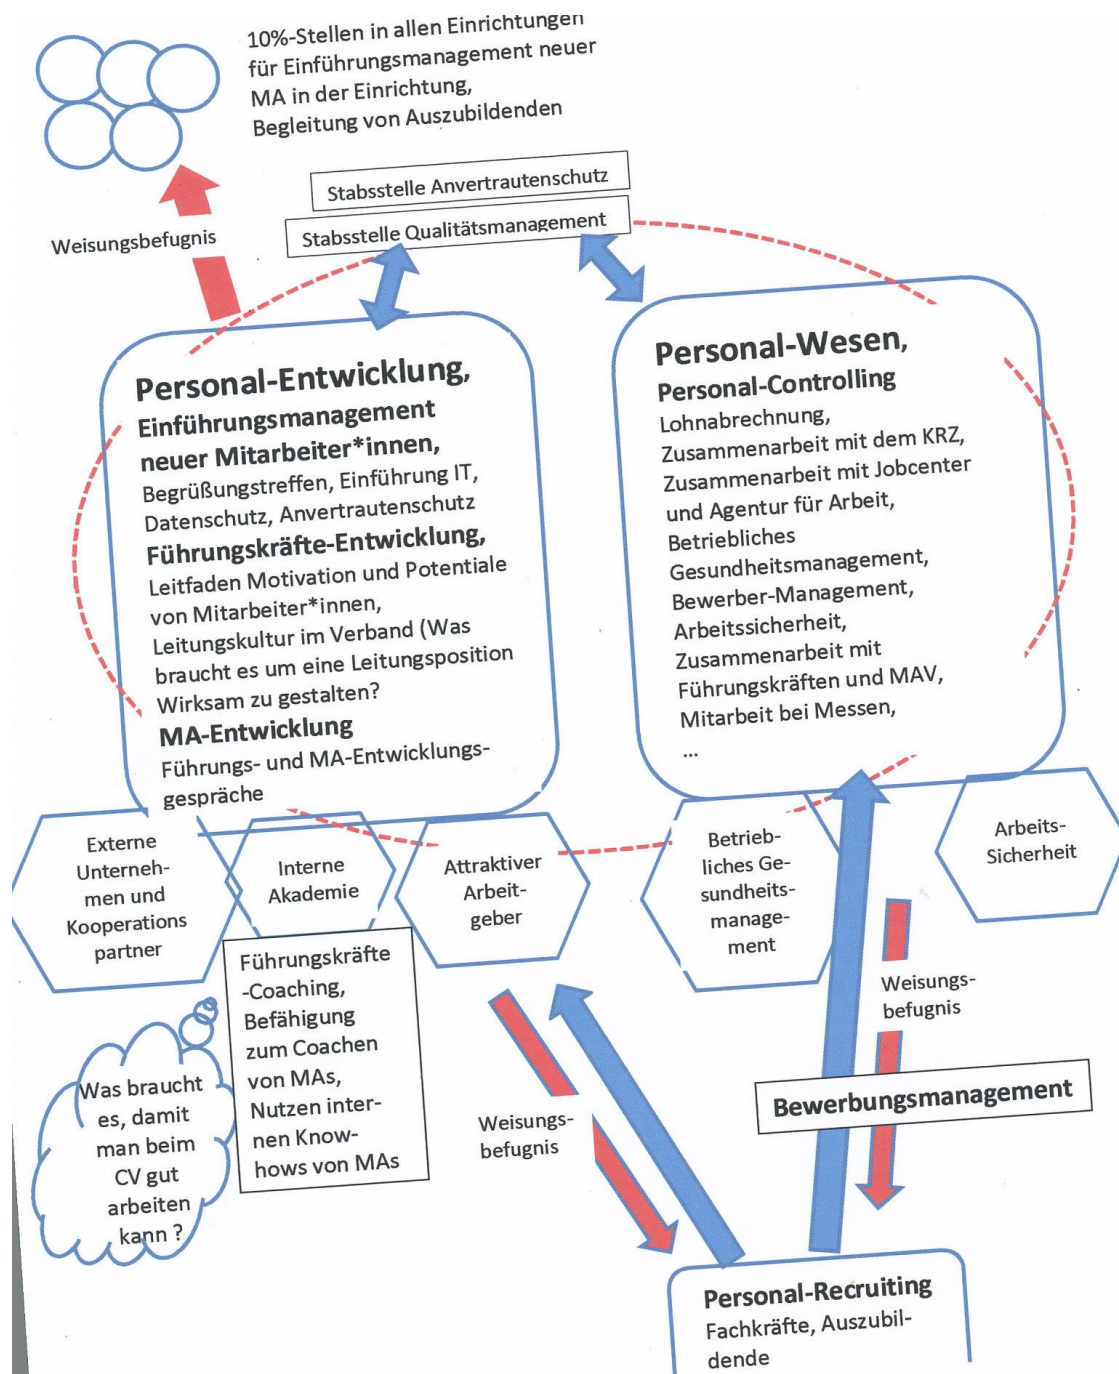 10%-Stellen in allen Einrichtungen
für Einführungsmanagement neuer
MA in der Einrichtung,
Begleitung von Auszubildenden
Stabsstelle Anvertrautenschutz
Stabsstelle Qualitätsmanagement
Weisungsbefugnis
Personal-Entwicklung,
Einführungsmanagement
neuer Mitarbeiter*innen,
Begrüßungstreffen, Einführung IT,
Datenschutz, Anvertrautenschutz
Führungskräfte-Entwicklung,
Leitfaden Motivation und Potentiale
von Mitarbeiter*innen,
Leitungskultur im Verband (Was
braucht es um eine Leitungsposition
Wirksam zu gestalten?
MA-Entwicklung
Führungs- und MA-Entwicklungs-
gespräche
Personal-Wesen,
Personal-Controlling
Lohnabrechnung,
Zusammenarbeit mit dem KRZ,
Zusammenarbeit mit Jobcenter
und Agentur für Arbeit,
Betriebliches
Gesundheitsmanagement,
Bewerber-Management,
Arbeitssicherheit,
Zusammenarbeit mit
Führungskräften und MAV,
Mitarbeit bei Messen,
...
Externe
Unterneh-
men und
Kooperations
partner
Interne
Akademie
Attraktiver
Arbeit-
geber
Betrieb-
liches Ge-
sundheits-
manage-
ment
Arbeits-
Sicherheit
Führungskräfte
-Coaching,
Befähigung
zum Coachen
von MAs,
Nutzen inter-
nen Know-
hows von MAs
Was braucht
es, damit
man beim
CV gut
arbeiten
kann ?
Weisungs-
befugnis
Weisungs-
befugnis
Bewerbungsmanagement
Personal-Recruiting
Fachkräfte, Auszubil-
dende